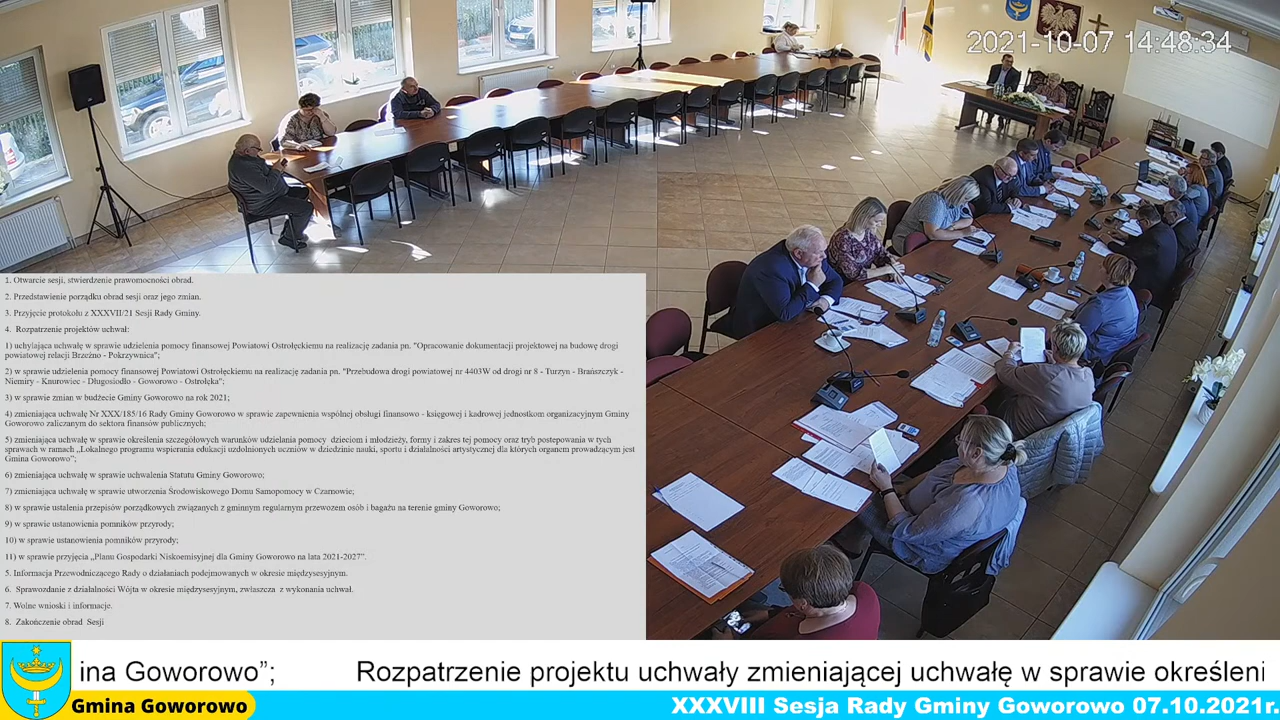 2021-10-07 14:48:34
1. Otwarcie sesji, stwierdzenie prawomocności obrad.
2. Przedstawienie porządku obrad sesji oraz jego zmian.
3. Przyjęcie protokołu z XXXVII/21 Sesji Rady Gminy.
4. Rozpatrzenie projektów uchwał:
1) uchylająca uchwałę w sprawie udzielenia pomocy finansowej Powiatowi Ostrołęckiemu na realizację zadania pn. "Opracowanie dokumentacji projektowej na budowę drogi
powiatowej relacji Brzeźno - Pokrzywnica";
2) w sprawie udzielenia pomocy finansowej Powiatowi Ostrołęckiemu na realizację zadania pn. "Przebudowa drogi powiatowej nr 4403W od drogi nr 8 - Turzyn - Brańszczyk -
Niemiry - Knurowiec - Długosiodło - Goworowo - Ostrołęka";
3) w sprawie zmian w budżecie Gminy Goworowo na rok 2021;
4) zmieniająca uchwałę Nr XXX/185/16 Rady Gminy Goworowo w sprawie zapewnienia wspólnej obsługi finansowo - księgowej i kadrowej jednostkom organizacyjnym Gminy
Goworowo zaliczanym do sektora finansów publicznych;
5) zmieniająca uchwałę w sprawie określenia szczegółowych warunków udzielania pomocy dzieciom i młodzieży, formy i zakres tej pomocy oraz tryb postepowania w tych
sprawach w ramach „Lokalnego programu wspierania edukacji uzdolnionych uczniów w dziedzinie nauki, sportu i działalności artystycznej dla których organem prowadzącym jest
Gmina Goworowo”;
6) zmieniająca uchwałę w sprawie uchwalenia Statutu Gminy Goworowo;
7) zmieniająca uchwałę w sprawie utworzenia Środowiskowego Domu Samopomocy w Czarnowie;
8) w sprawie ustalenia przepisów porządkowych związanych z gminnym regularnym przewozem osób i bagażu na terenie gminy Goworowo;
9) w sprawie ustanowienia pomników przyrody;
10) w sprawie ustanowienia pomników przyrody;
11) w sprawie przyjęcia „Planu Gospodarki Niskoemisyjnej dla Gminy Goworowo na lata 2021-2027”.
5. Informacja Przewodniczącego Rady o działaniach podejmowanych w okresie międzysesyjnym.
6. Sprawozdanie z działalności Wójta w okresie międzysesyjnym, zwłaszcza z wykonania uchwał.
7. Wolne wnioski i informacje.
8. Zakończenie obrad Sesji
ina Goworowo”; Rozpatrzenie projektu uchwały zmieniającej uchwałę w sprawie określeni
Gmina Goworowo
XXXVIII Sesja Rady Gminy Goworowo 07.10.2021r.